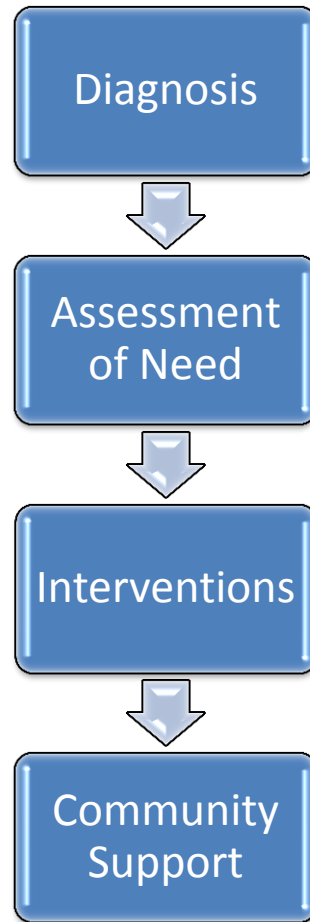 Diagnosis
Assessment
of Need
Interventions
Community
Support